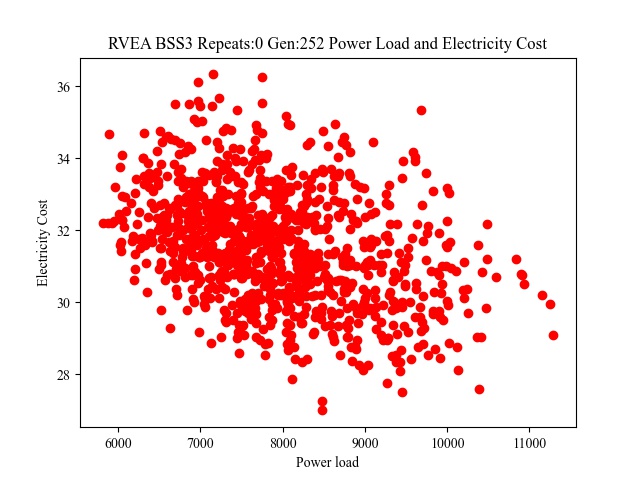 RVEA BSS3 Repeats:0 Gen:252 Power Load and Electricity Cost
36
34
32
30
28
Electricity Cost
6000 7000 8000 9000 10000 11000
Power load